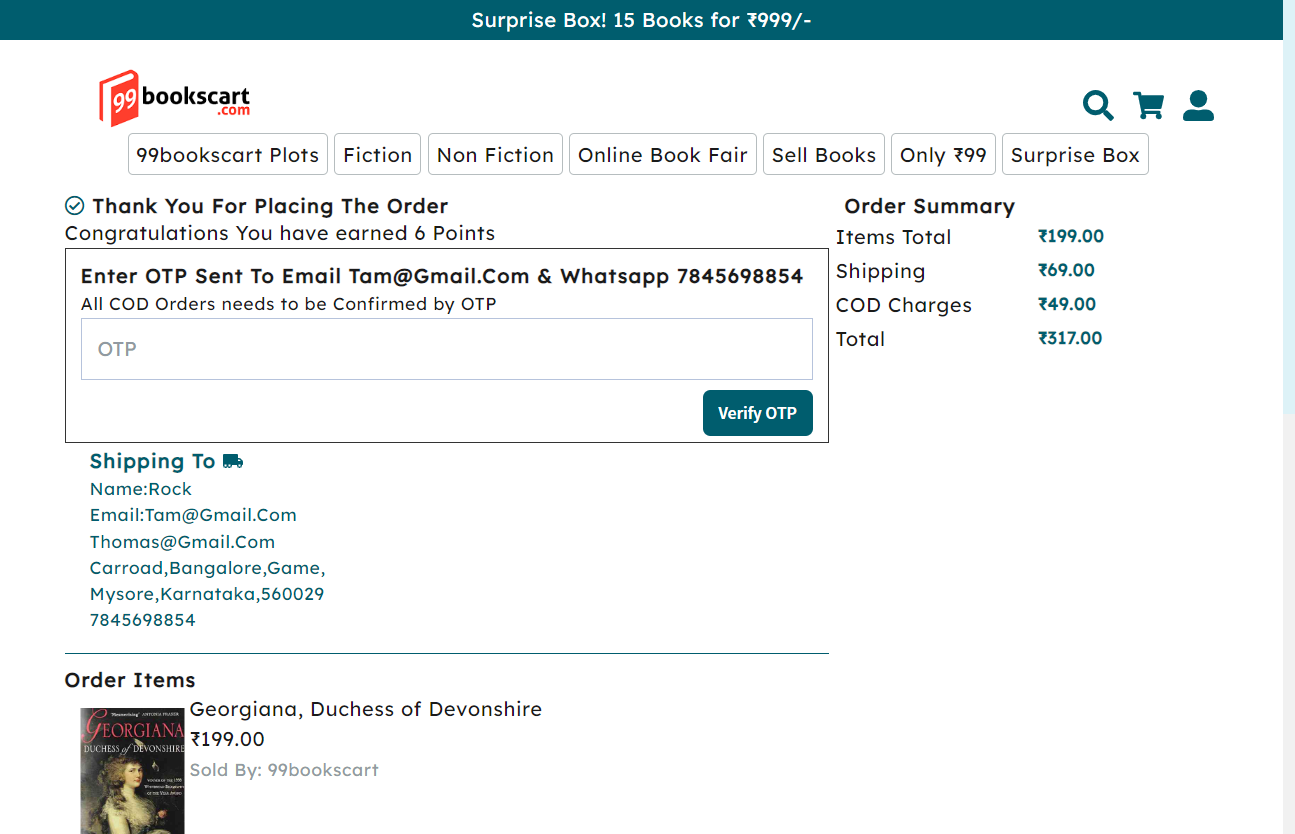 Surprise Box! 15 Books for ₹999/-
99 bookscart
.com
99bookscart Plots Fiction Non Fiction Online Book Fair Sell Books Only ₹99 Surprise Box
Thank You For Placing The Order
Congratulations You have earned 6 Points
Enter OTP Sent To Email Tam@Gmail.Com & Whatsapp 7845698854
All COD Orders needs to be Confirmed by OTP
OTP
Verify OTP
Order Summary
Items Total ₹199.00
Shipping ₹69.00
COD Charges ₹49.00
Total ₹317.00
Shipping To
Name:Rock
Email:Tam@Gmail.Com
Thomas@Gmail.Com
Carroad,Bangalore,Game,
Mysore,Karnataka,560029
7845698854
Order Items
Georgiana, Duchess of Devonshire
₹199.00
Sold By: 99bookscart
"Mesmerizing" ANTONIA FRASER
GEORGIANA
DUCHESS of DEVONSHIRE
WINNER OF THE 1998
WHITBREAD BIOGRAPHY
OF THE YEAR AWARD